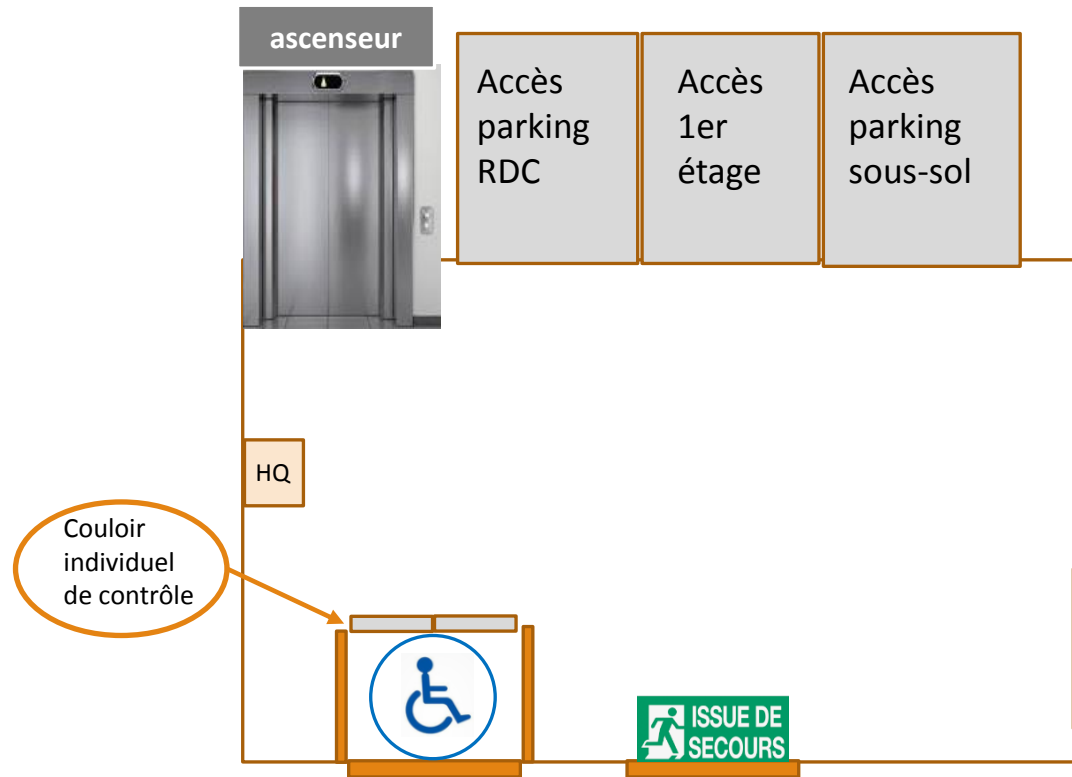 ascenseur
Accès
parking
RDC
Accès
1er
étage
Accès
parking
sous-sol
HQ
Couloir
individuel
de contrôle
ISSUE DE
SECOURS